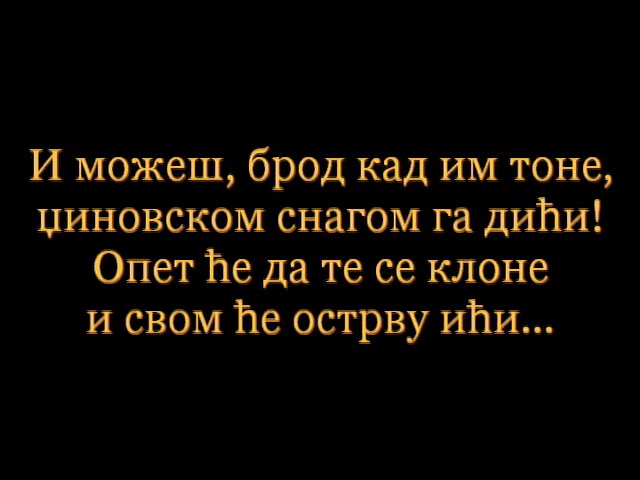 И можеш, брод кад им тоне,
џиновском снагом га дићи!
Опет ће да те се клоне
и свом ће острву ићи...